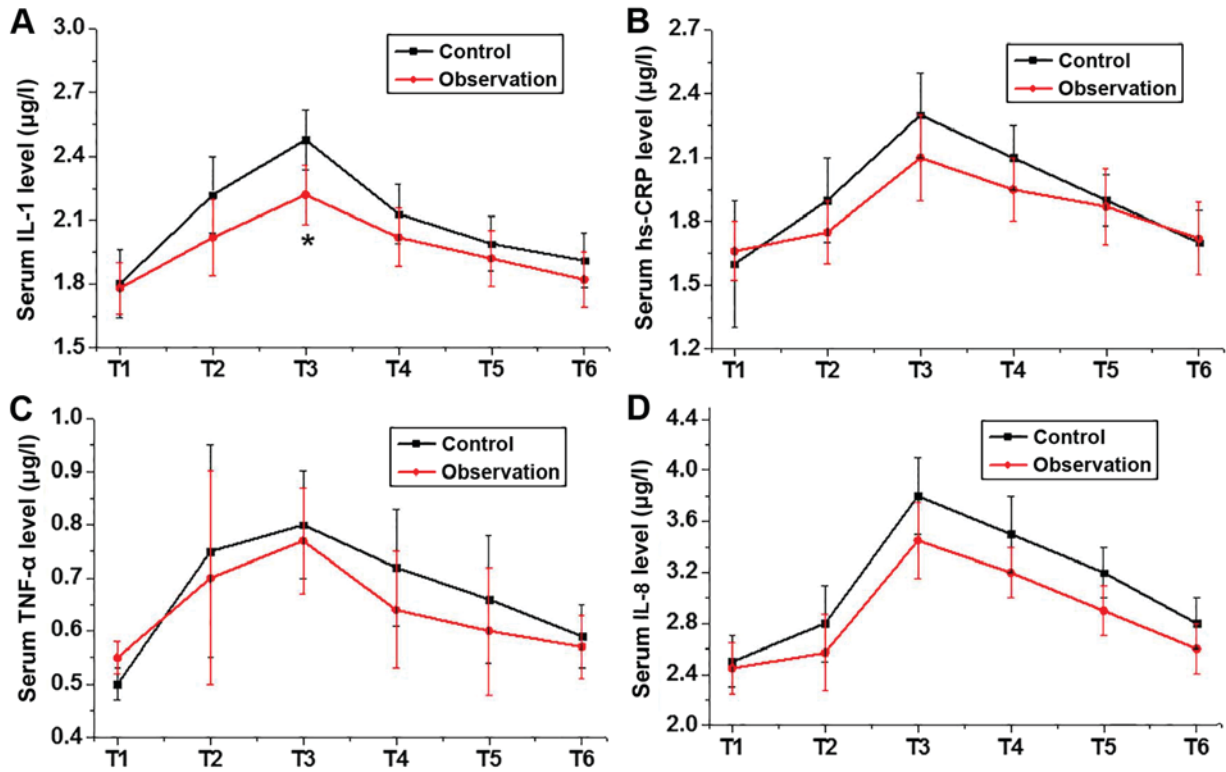 A
Serum IL-1 level (µg/l)
3.0
2.7
2.4
2.1
1.8
1.5
Control
Observation
*
T1 T2 T3 T4 T5 T6
B
Serum hs-CRP level (µg/l)
2.7
2.4
2.1
1.8
1.5
1.2
Control
Observation
T1 T2 T3 T4 T5 T6
C
Serum TNF-α level (µg/l)
1.0
0.9
0.8
0.7
0.6
0.5
0.4
Control
Observation
T1 T2 T3 T4 T5 T6
D
Serum IL-8 level (µg/l)
4.4
4.0
3.6
3.2
2.8
2.4
2.0
Control
Observation
T1 T2 T3 T4 T5 T6